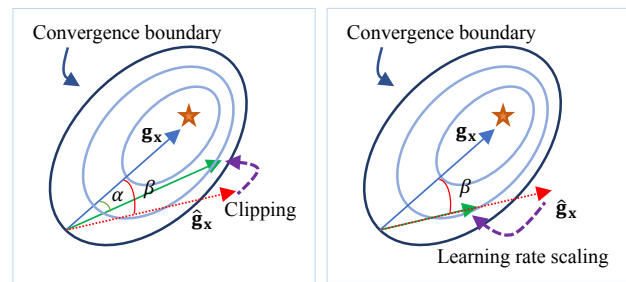 Convergence boundary
g_x
α
β
Clipping
ĝ_x
Convergence boundary
g_x
β
ĝ_x
Learning rate scaling